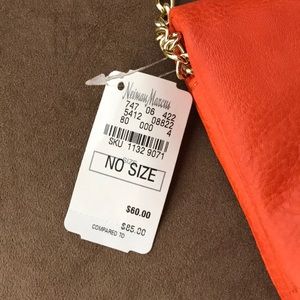 Neiman Marcus
747 06 422
5412 08822
80 000 4
SKU 1132 9071
SIZE
NO SIZE
$60.00
$85.00
COMPARED TO